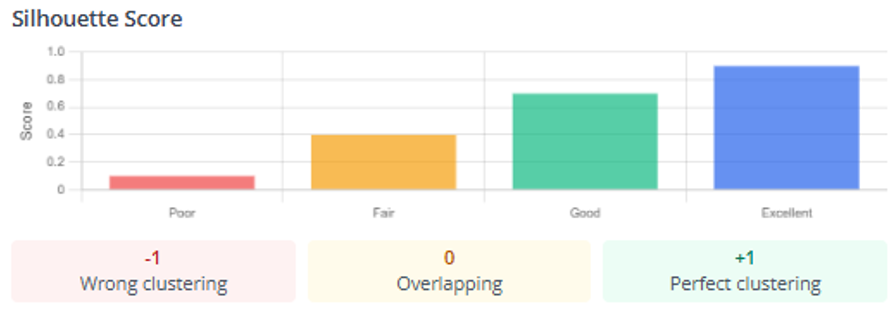 Silhouette Score
1.0
0.8
0.6
0.4
0.2
0
Score
Poor
Fair
Good
Excellent
-1
Wrong clustering
0
Overlapping
+1
Perfect clustering